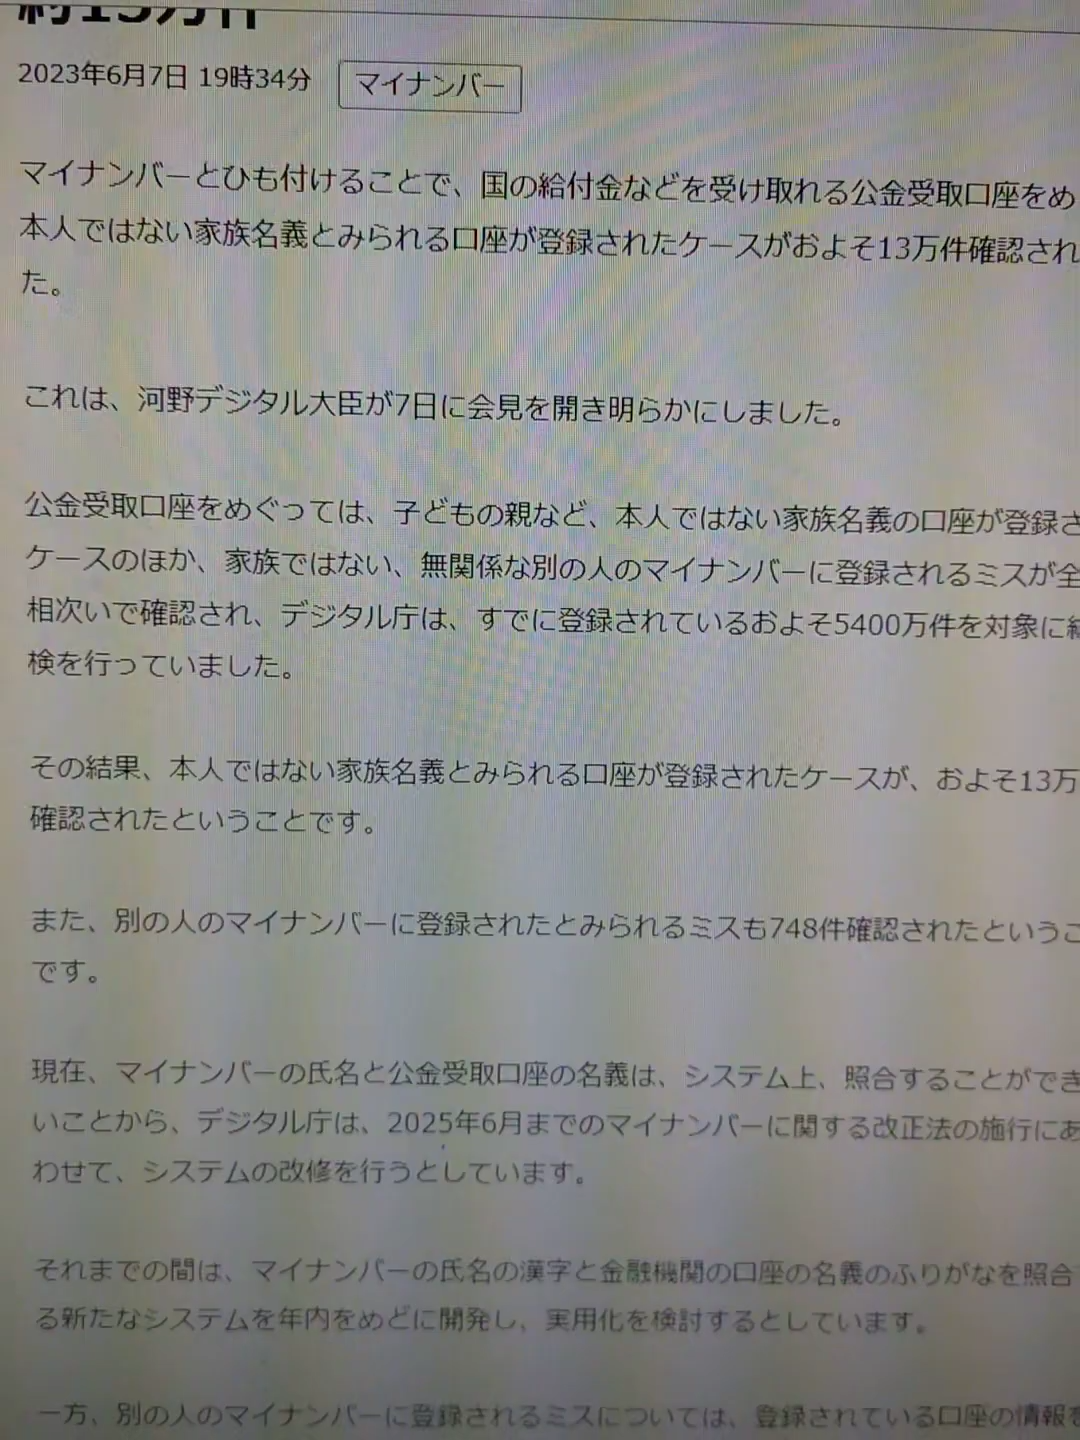 約13万件
2023年6月7日 19時34分 マイナンバー
マイナンバーとひも付けることで、国の給付金などを受け取れる公金受取口座をめ
本人ではない家族名義とみられる口座が登録されたケースがおよそ13万件確認され
た。
これは、河野デジタル大臣が7日に会見を開き明らかにしました。
公金受取口座をめぐっては、子どもの親など、本人ではない家族名義の口座が登録さ
ケースのほか、家族ではない、無関係な別の人のマイナンバーに登録されるミスが全
相次いで確認され、デジタル庁は、すでに登録されているおよそ5400万件を対象に
検を行っていました。
その結果、本人ではない家族名義とみられる口座が登録されたケースが、およそ13万
確認されたということです。
また、別の人のマイナンバーに登録されたとみられるミスも748件確認されたというこ
です。
現在、マイナンバーの氏名と公金受取口座の名義は、システム上、照合することができ
いことから、デジタル庁は、2025年6月までのマイナンバーに関する改正法の施行にあ
わせて、システムの改修を行うとしています。
それまでの間は、マイナンバーの氏名の漢字と金融機関の口座の名義のふりがなを照合
る新たなシステムを年内をめどに開発し、実用化を検討するとしています。
一方、別の人のマイナンバーに登録されるミスについては、登録されている口座の情報を